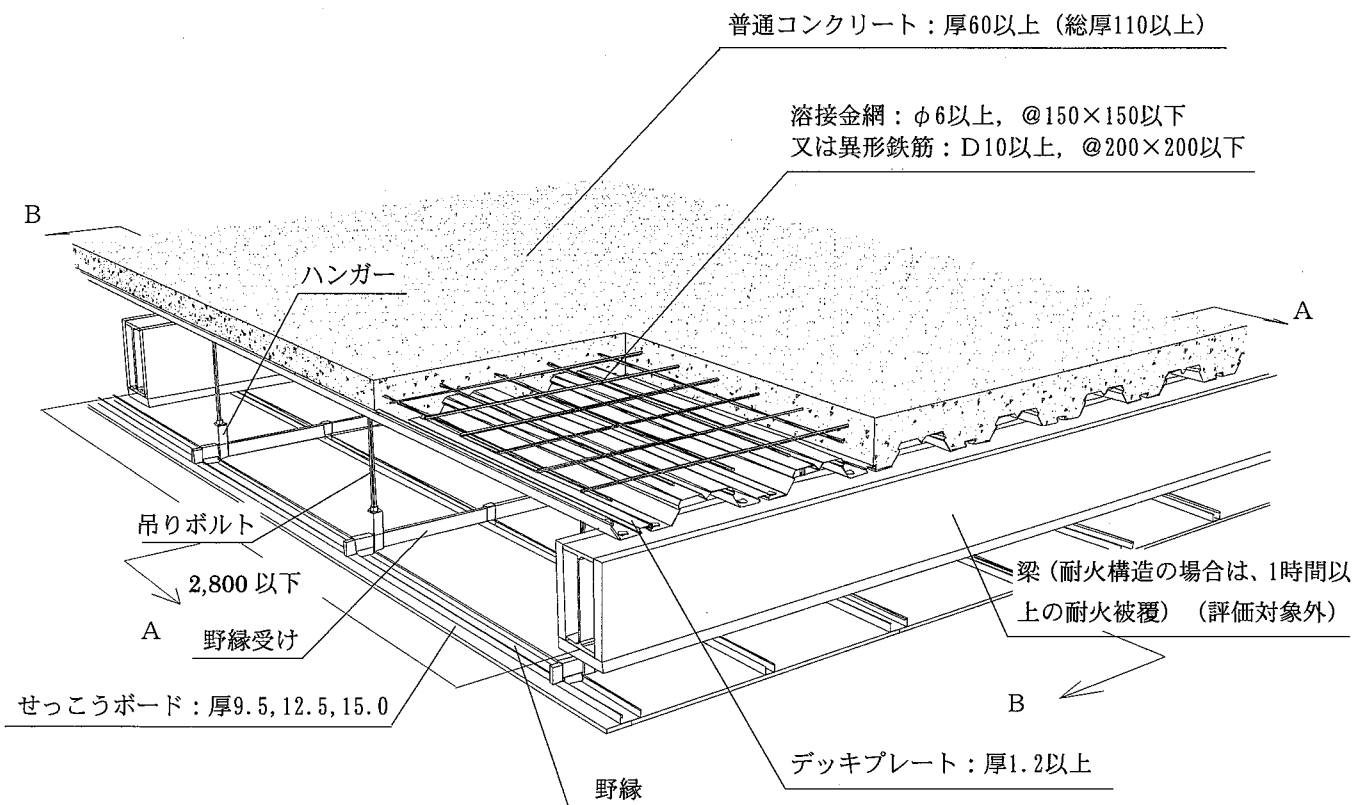 普通コンクリート：厚60以上（総厚110以上）
溶接金網：φ6以上，＠150×150以下
又は異形鉄筋：Ｄ10以上，＠200×200以下
B
ハンガー
A
吊りボルト
2,800 以下
梁（耐火構造の場合は、1時間以
上の耐火被覆）（評価対象外）
A
野縁受け
B
せっこうボード：厚9.5,12.5,15.0
デッキプレート：厚1.2以上
野縁